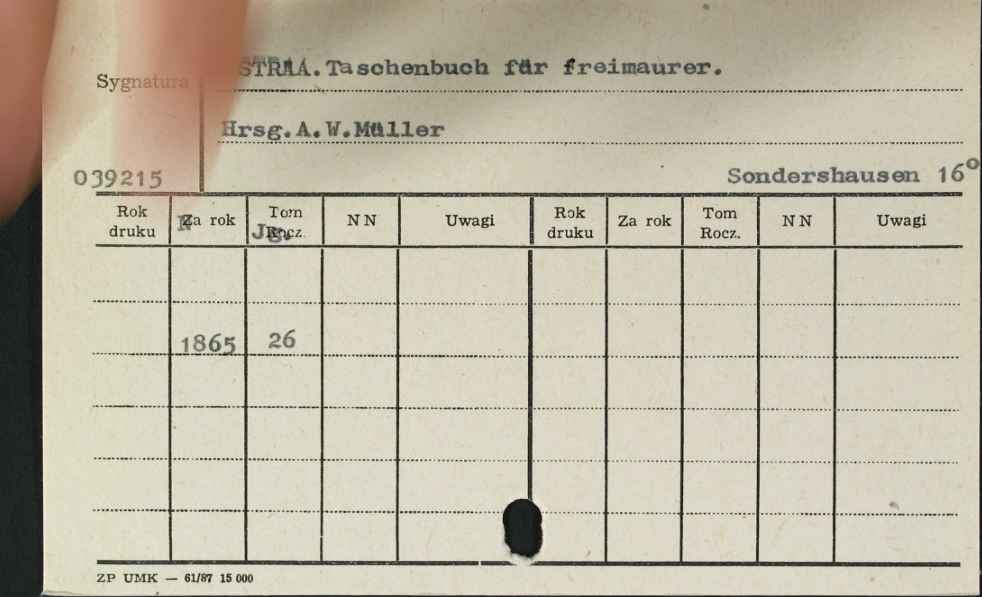 STRAA.Taschenbuch für freimaurer.
Sygnatura
Hrsg.A.W.Müller
039215
Sondershausen 16°
Rok druku Za rok Tom Rocz. N N Uwagi Rok druku Za rok Tom Rocz. N N Uwagi
Jg.
1865 26
ZP UMK — 61/87 15 000